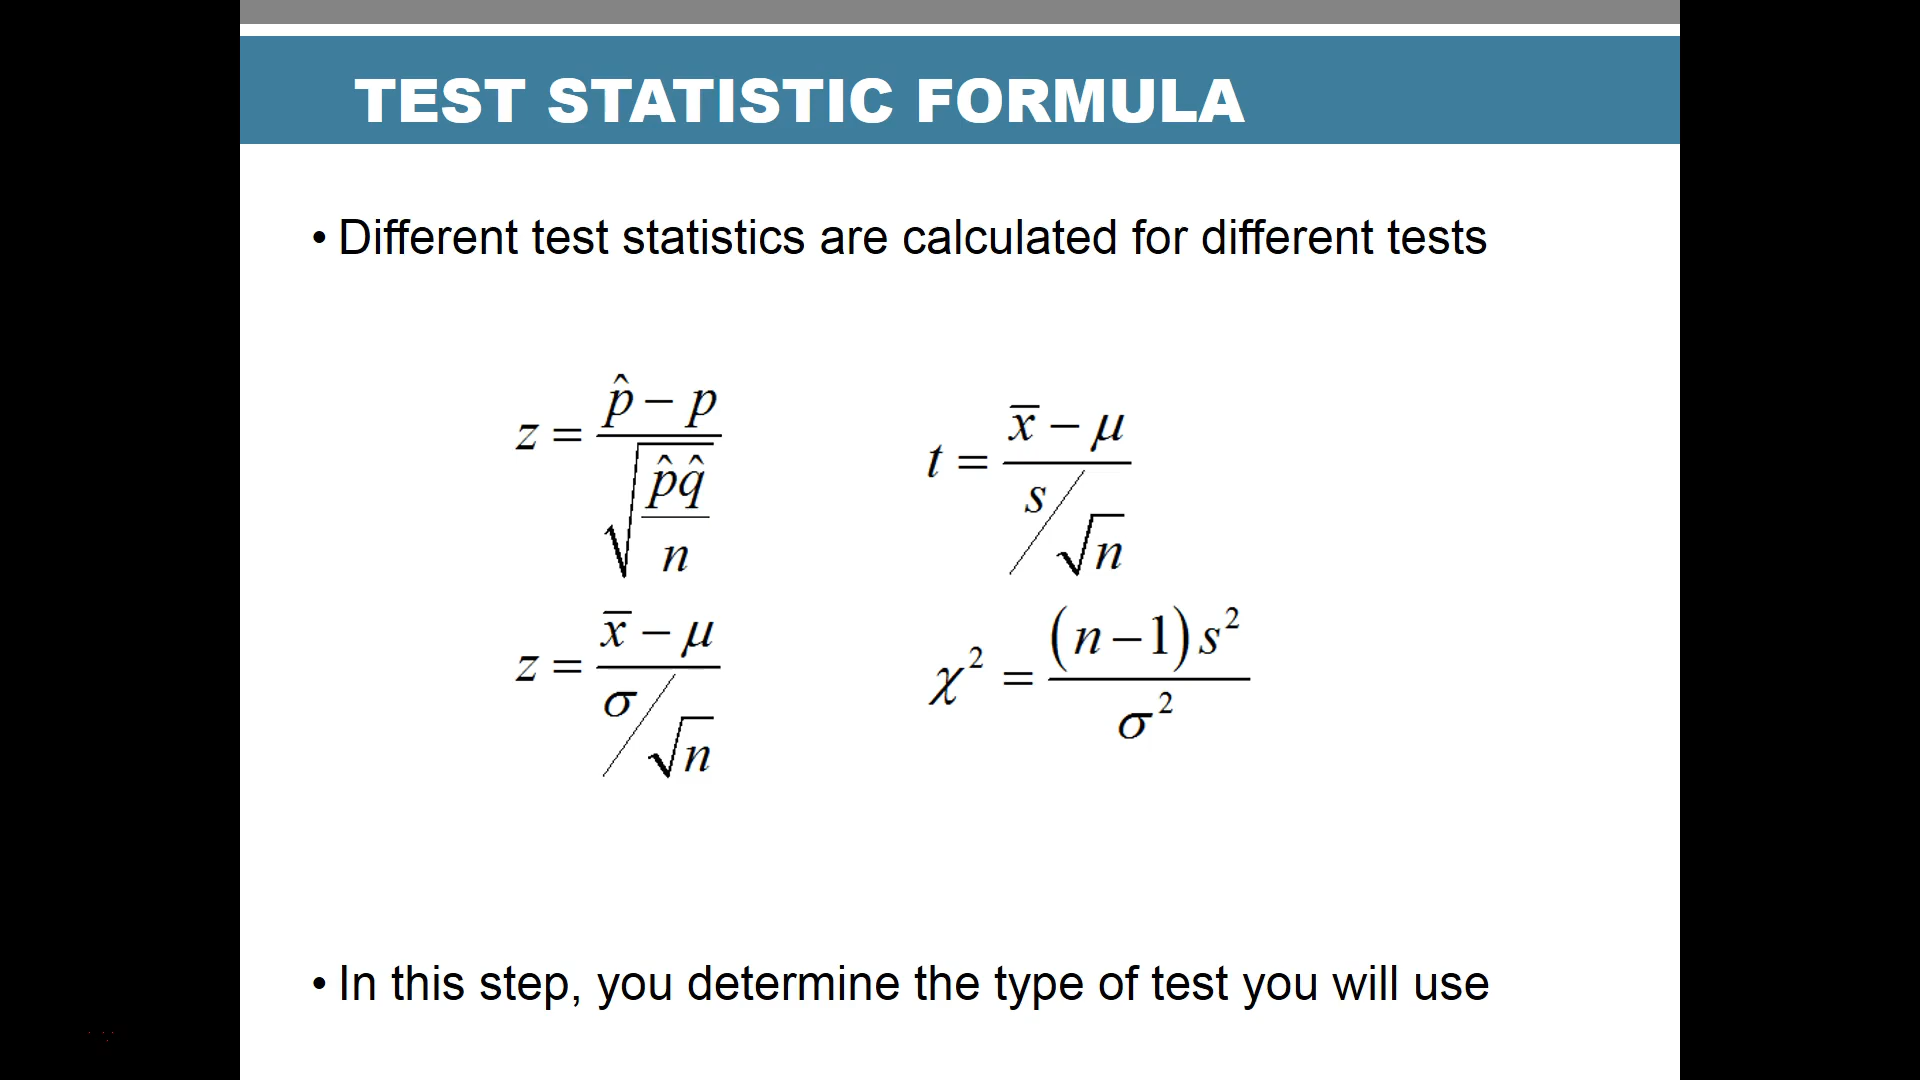 TEST STATISTIC FORMULA
• Different test statistics are calculated for different tests
z = (p̂ − p) / √(p̂q̂ / n)
t = (x̅ − μ) / (s / √n)
z = (x̅ − μ) / (σ / √n)
χ² = (n − 1)s² / σ²
• In this step, you determine the type of test you will use